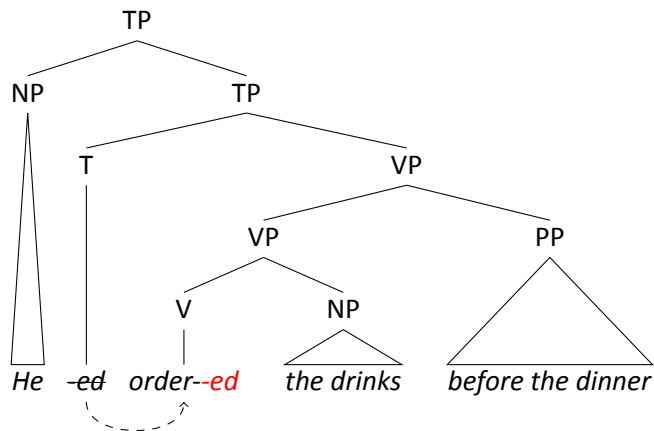 TP
NP TP
T VP
VP PP
V NP
He -ed order--ed the drinks before the dinner